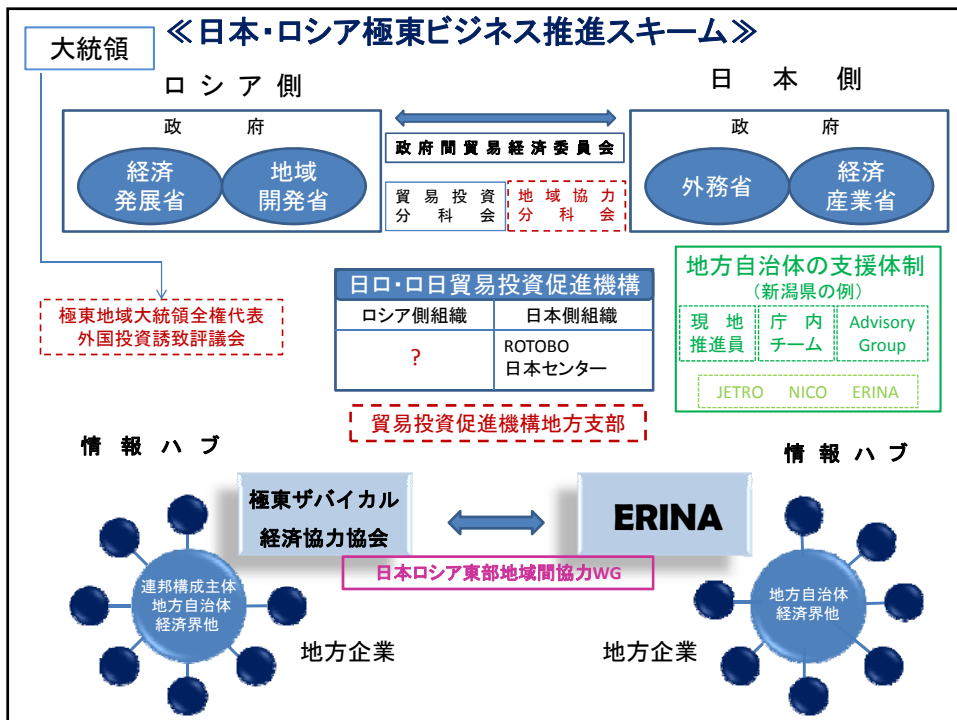 ≪日本・ロシア極東ビジネス推進スキーム≫
大統領
ロシア側
日本側
政府
経済
発展省
地域
開発省
政府間貿易経済委員会
貿易投資
分科会
地域協力
分科会
政府
外務省
経済
産業省
極東地域大統領全権代表
外国投資誘致評議会
日ロ・ロ日貿易投資促進機構
ロシア側組織
日本側組織
?
ROTOBO
日本センター
貿易投資促進機構地方支部
地方自治体の支援体制
(新潟県の例)
現地
推進員
庁内
チーム
Advisory
Group
JETRO NICO ERINA
情報ハブ
情報ハブ
極東ザバイカル
経済協力協会
ERINA
日本ロシア東部地域間協力WG
連邦構成主体
地方自治体
経済界他
地方企業
地方企業
地方自治体
経済界他